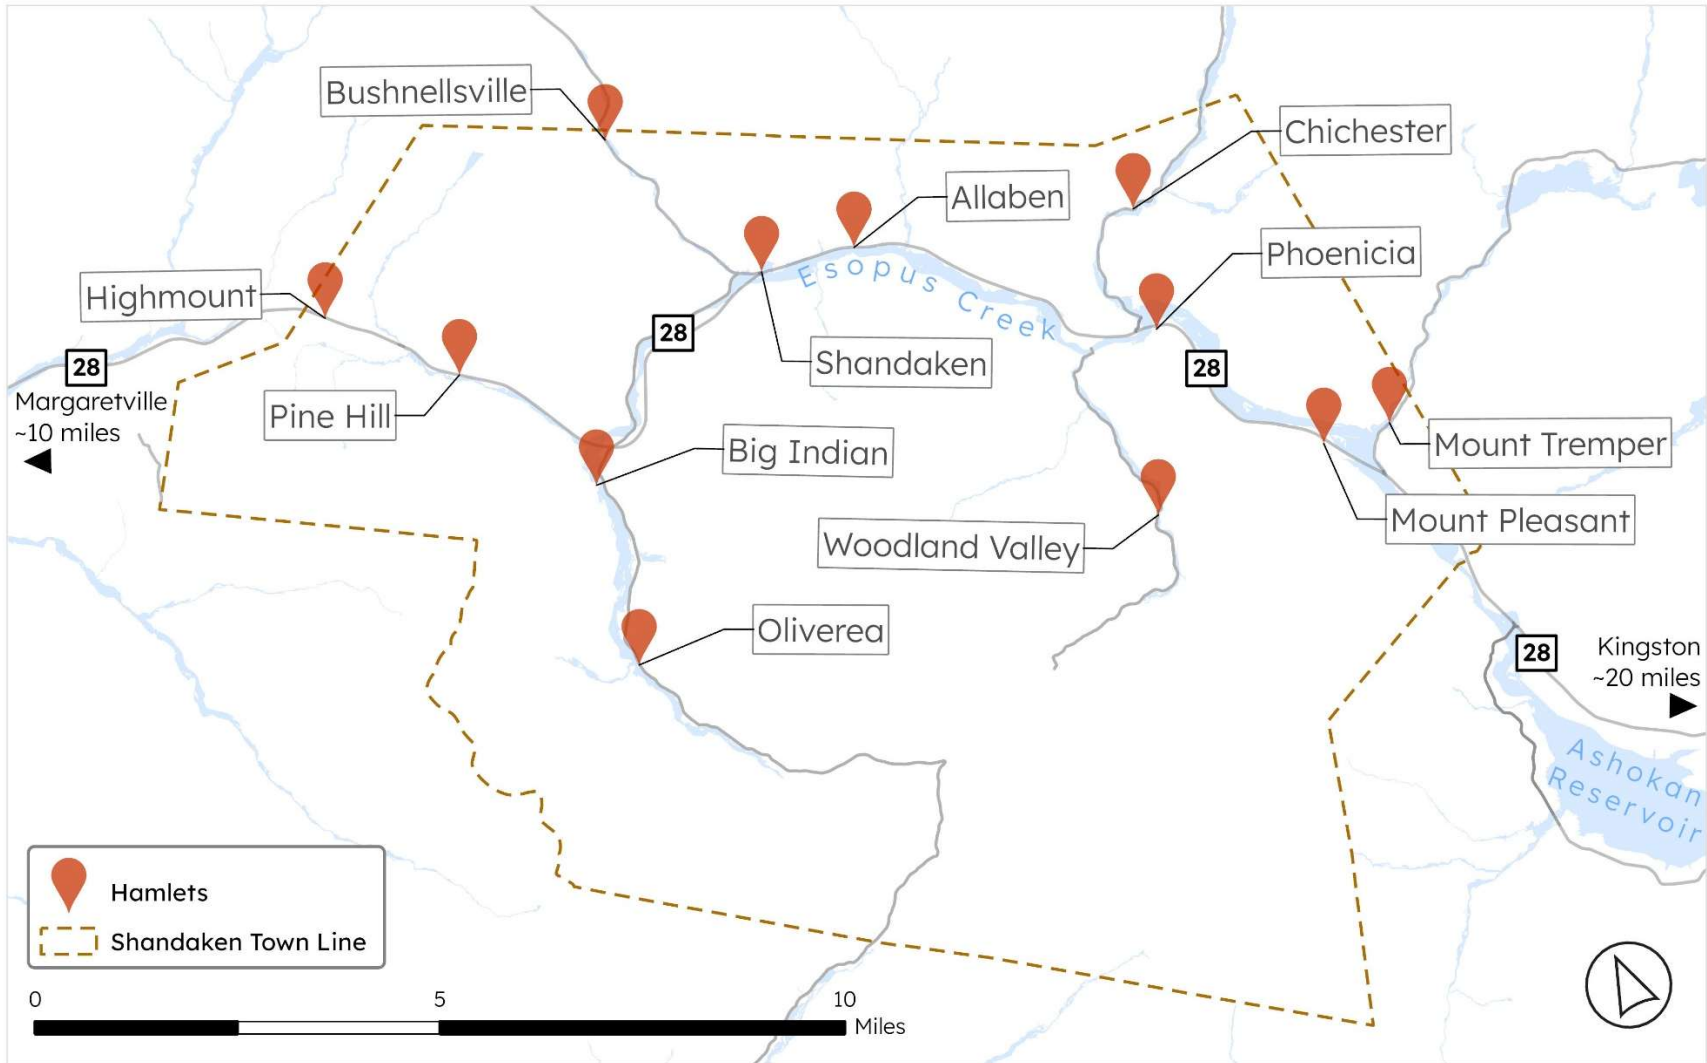 Bushnellsville
Chichester
Allaben
Phoenicia
Highmount
Esopus Creek
28
Shandaken
28
28
Margaretville
~10 miles
Pine Hill
Big Indian
Mount Tremper
Mount Pleasant
Woodland Valley
Oliverea
28
Kingston
~20 miles
Ashokan
Reservoir
Hamlets
Shandaken Town Line
0 5 10
Miles